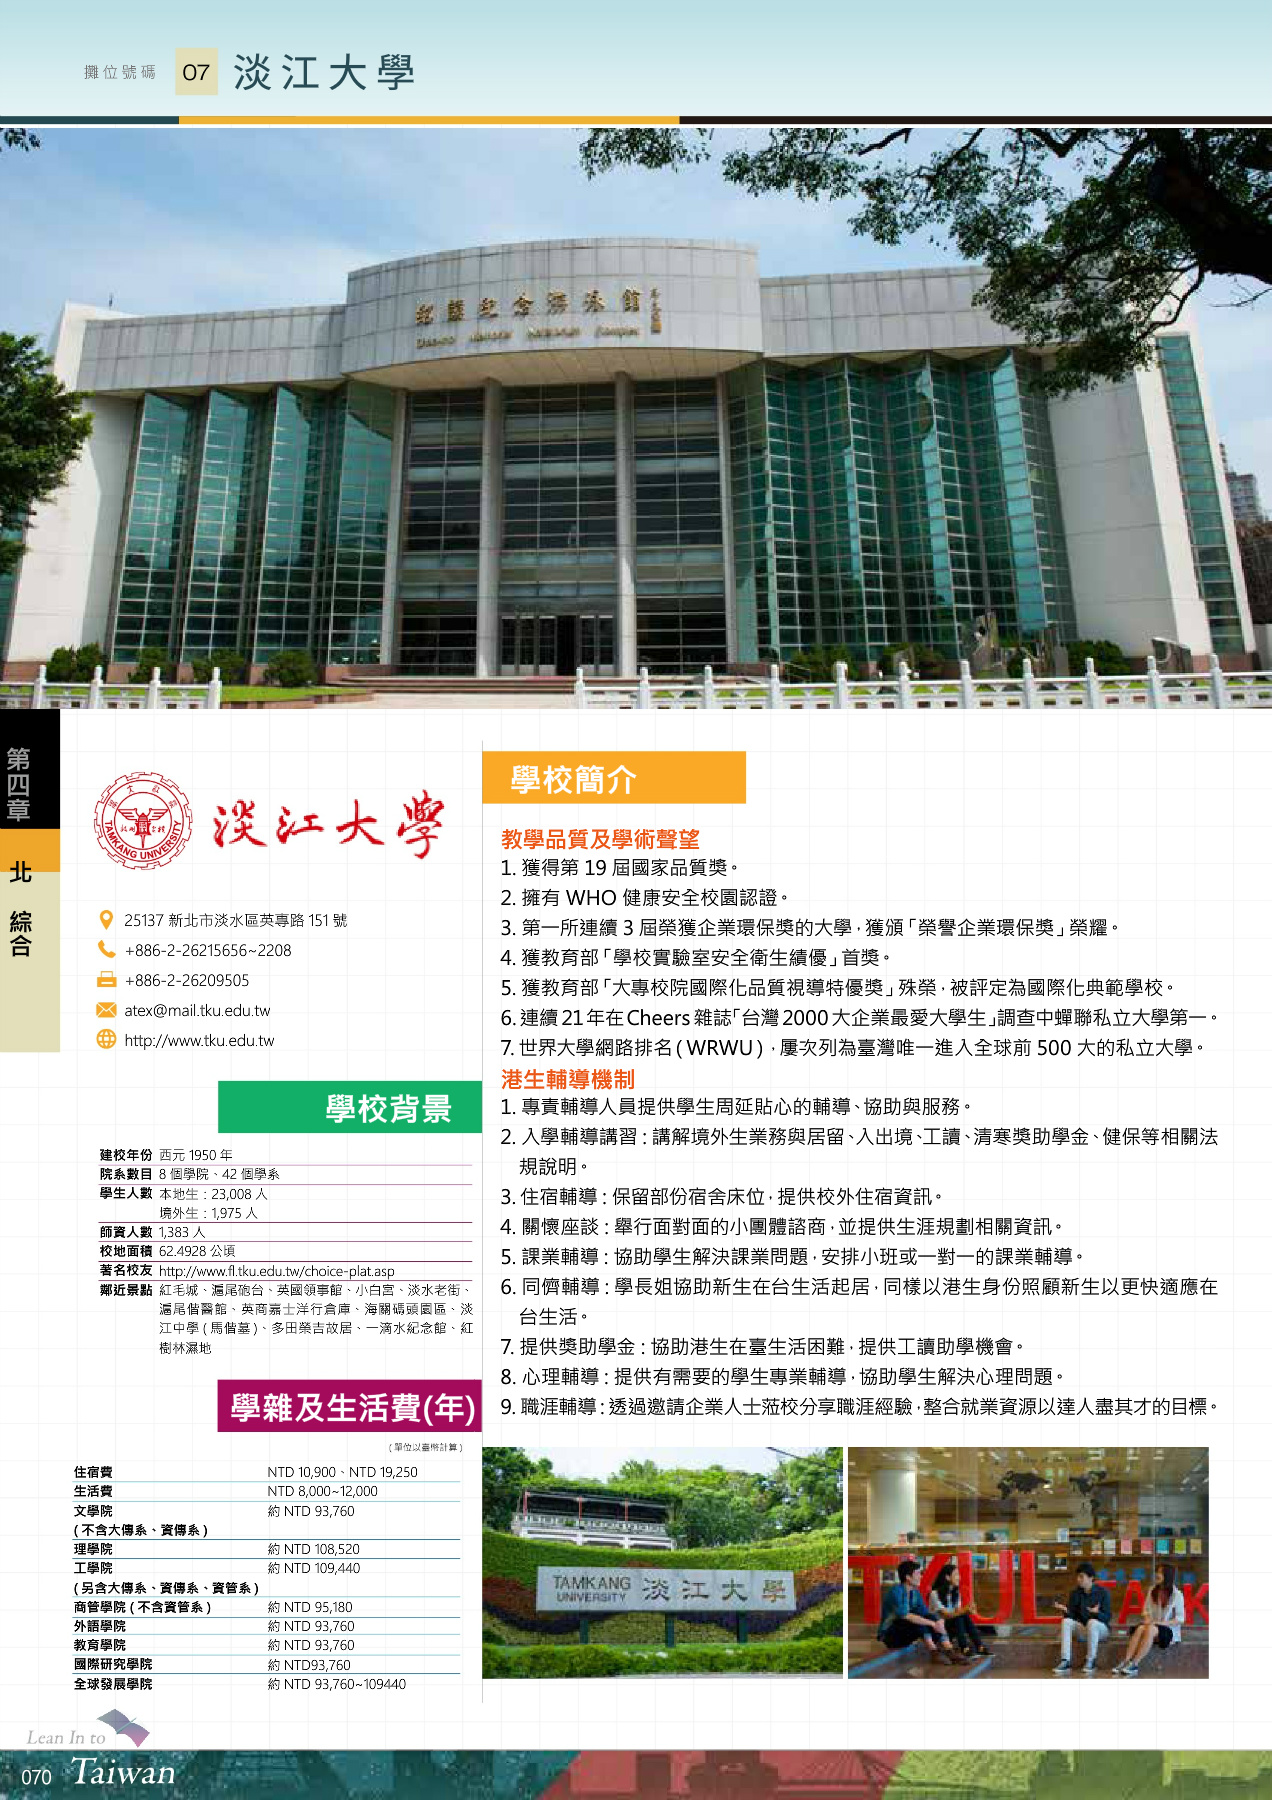 攤位號碼 07 淡江大學
紹謨紀念游泳館
第四章
北
綜合
TAMKANG UNIVERSITY
淡江大學
25137 新北市淡水區英專路 151 號
+886-2-26215656~2208
+886-2-26209505
atex@mail.tku.edu.tw
http://www.tku.edu.tw
學校背景
建校年份 西元 1950 年
院系數目 8 個學院、42 個學系
學生人數 本地生:23,008 人
境外生:1,975 人
師資人數 1,383 人
校地面積 62.4928 公頃
著名校友 http://www.fl.tku.edu.tw/choice-plat.asp
鄰近景點 紅毛城、滬尾砲台、英國領事館、小白宮、淡水老街、
滬尾偕醫館、英商嘉士洋行倉庫、海關碼頭園區、淡
江中學 ( 馬偕墓 )、多田榮吉故居、一滴水紀念館、紅
樹林濕地
學雜及生活費(年)
( 單位以臺幣計算 )
住宿費 NTD 10,900、NTD 19,250
生活費 NTD 8,000~12,000
文學院 約 NTD 93,760
( 不含大傳系、資傳系 )
理學院 約 NTD 108,520
工學院 約 NTD 109,440
( 另含大傳系、資傳系、資管系 )
商管學院 ( 不含資管系 ) 約 NTD 95,180
外語學院 約 NTD 93,760
教育學院 約 NTD 93,760
國際研究學院 約 NTD93,760
全球發展學院 約 NTD 93,760~109440
學校簡介
教學品質及學術聲望
1. 獲得第 19 屆國家品質獎。
2. 擁有 WHO 健康安全校園認證。
3. 第一所連續 3 屆榮獲企業環保獎的大學,獲頒「榮譽企業環保獎」榮耀。
4. 獲教育部「學校實驗室安全衛生績優」首獎。
5. 獲教育部「大專校院國際化品質視導特優獎」殊榮,被評定為國際化典範學校。
6. 連續 21 年在 Cheers 雜誌「台灣 2000 大企業最愛大學生」調查中蟬聯私立大學第一。
7. 世界大學網路排名 ( WRWU ),屢次列為臺灣唯一進入全球前 500 大的私立大學。
港生輔導機制
1. 專責輔導人員提供學生周延貼心的輔導、協助與服務。
2. 入學輔導講習:講解境外生業務與居留、入出境、工讀、清寒獎助學金、健保等相關法
規說明。
3. 住宿輔導:保留部份宿舍床位,提供校外住宿資訊。
4. 關懷座談:舉行面對面的小團體諮商,並提供生涯規劃相關資訊。
5. 課業輔導:協助學生解決課業問題,安排小班或一對一的課業輔導。
6. 同儕輔導:學長姐協助新生在台生活起居,同樣以港生身份照顧新生以更快適應在
台生活。
7. 提供獎助學金:協助港生在臺生活困難,提供工讀助學機會。
8. 心理輔導:提供有需要的學生專業輔導,協助學生解決心理問題。
9. 職涯輔導:透過邀請企業人士蒞校分享職涯經驗,整合就業資源以達人盡其才的目標。
TAMKANG UNIVERSITY 淡江大學
TKU TALK
Lean In to
070 Taiwan